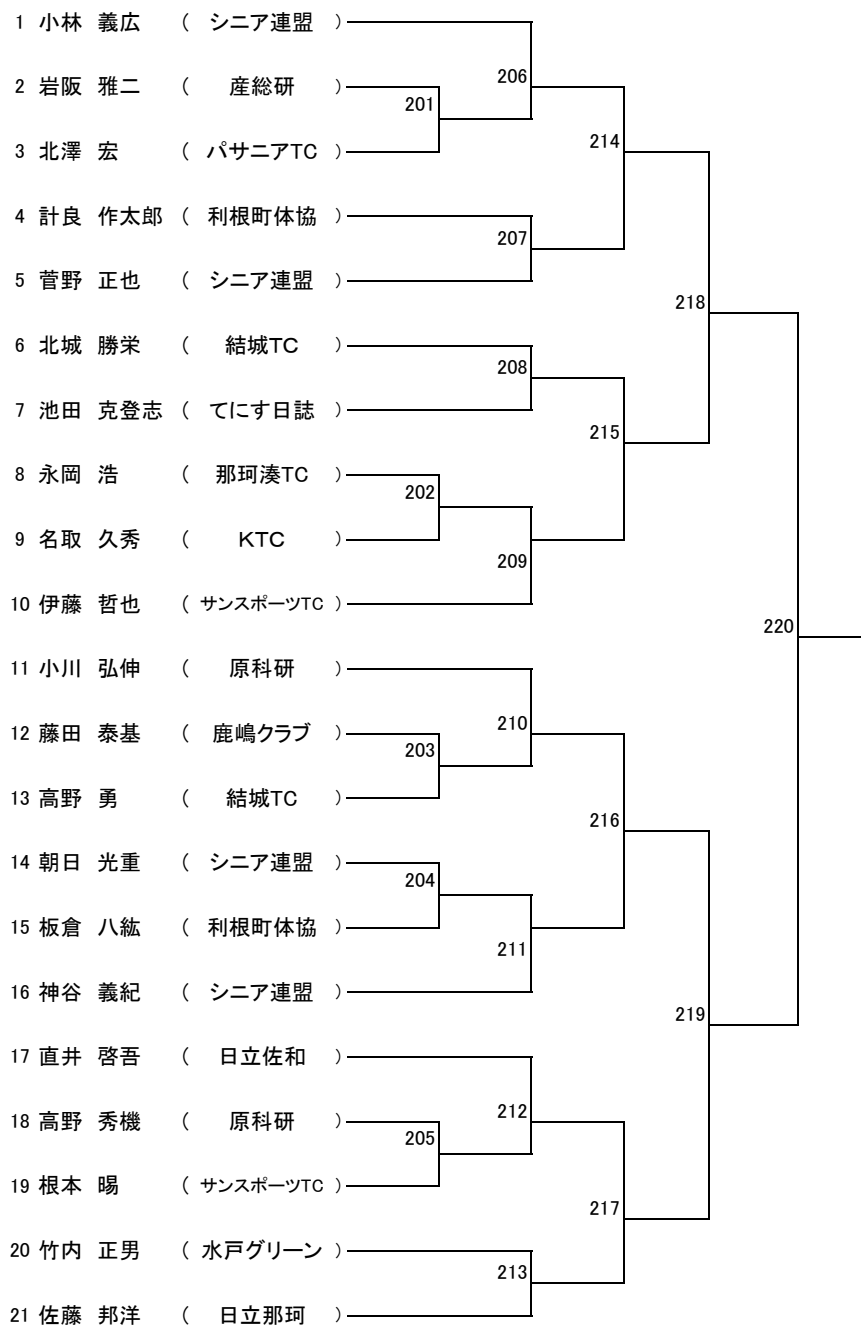 1 小林 義広 ( シニア連盟 )
206
2 岩阪 雅二 ( 産総研 )
201
214
3 北澤 宏 ( パサニアTC )
4 計良 作太郎 ( 利根町体協 )
207
5 菅野 正也 ( シニア連盟 )
218
6 北城 勝栄 ( 結城TC )
208
7 池田 克登志 ( てにす日誌 )
215
8 永岡 浩 ( 那珂湊TC )
202
9 名取 久秀 ( KTC )
209
10 伊藤 哲也 ( サンスポーツTC )
220
11 小川 弘伸 ( 原科研 )
210
12 藤田 泰基 ( 鹿嶋クラブ )
203
13 高野 勇 ( 結城TC )
216
14 朝日 光重 ( シニア連盟 )
204
15 板倉 八紘 ( 利根町体協 )
211
16 神谷 義紀 ( シニア連盟 )
219
17 直井 啓吾 ( 日立佐和 )
212
18 高野 秀機 ( 原科研 )
205
19 根本 暘 ( サンスポーツTC )
217
20 竹内 正男 ( 水戸グリーン )
213
21 佐藤 邦洋 ( 日立那珂 )